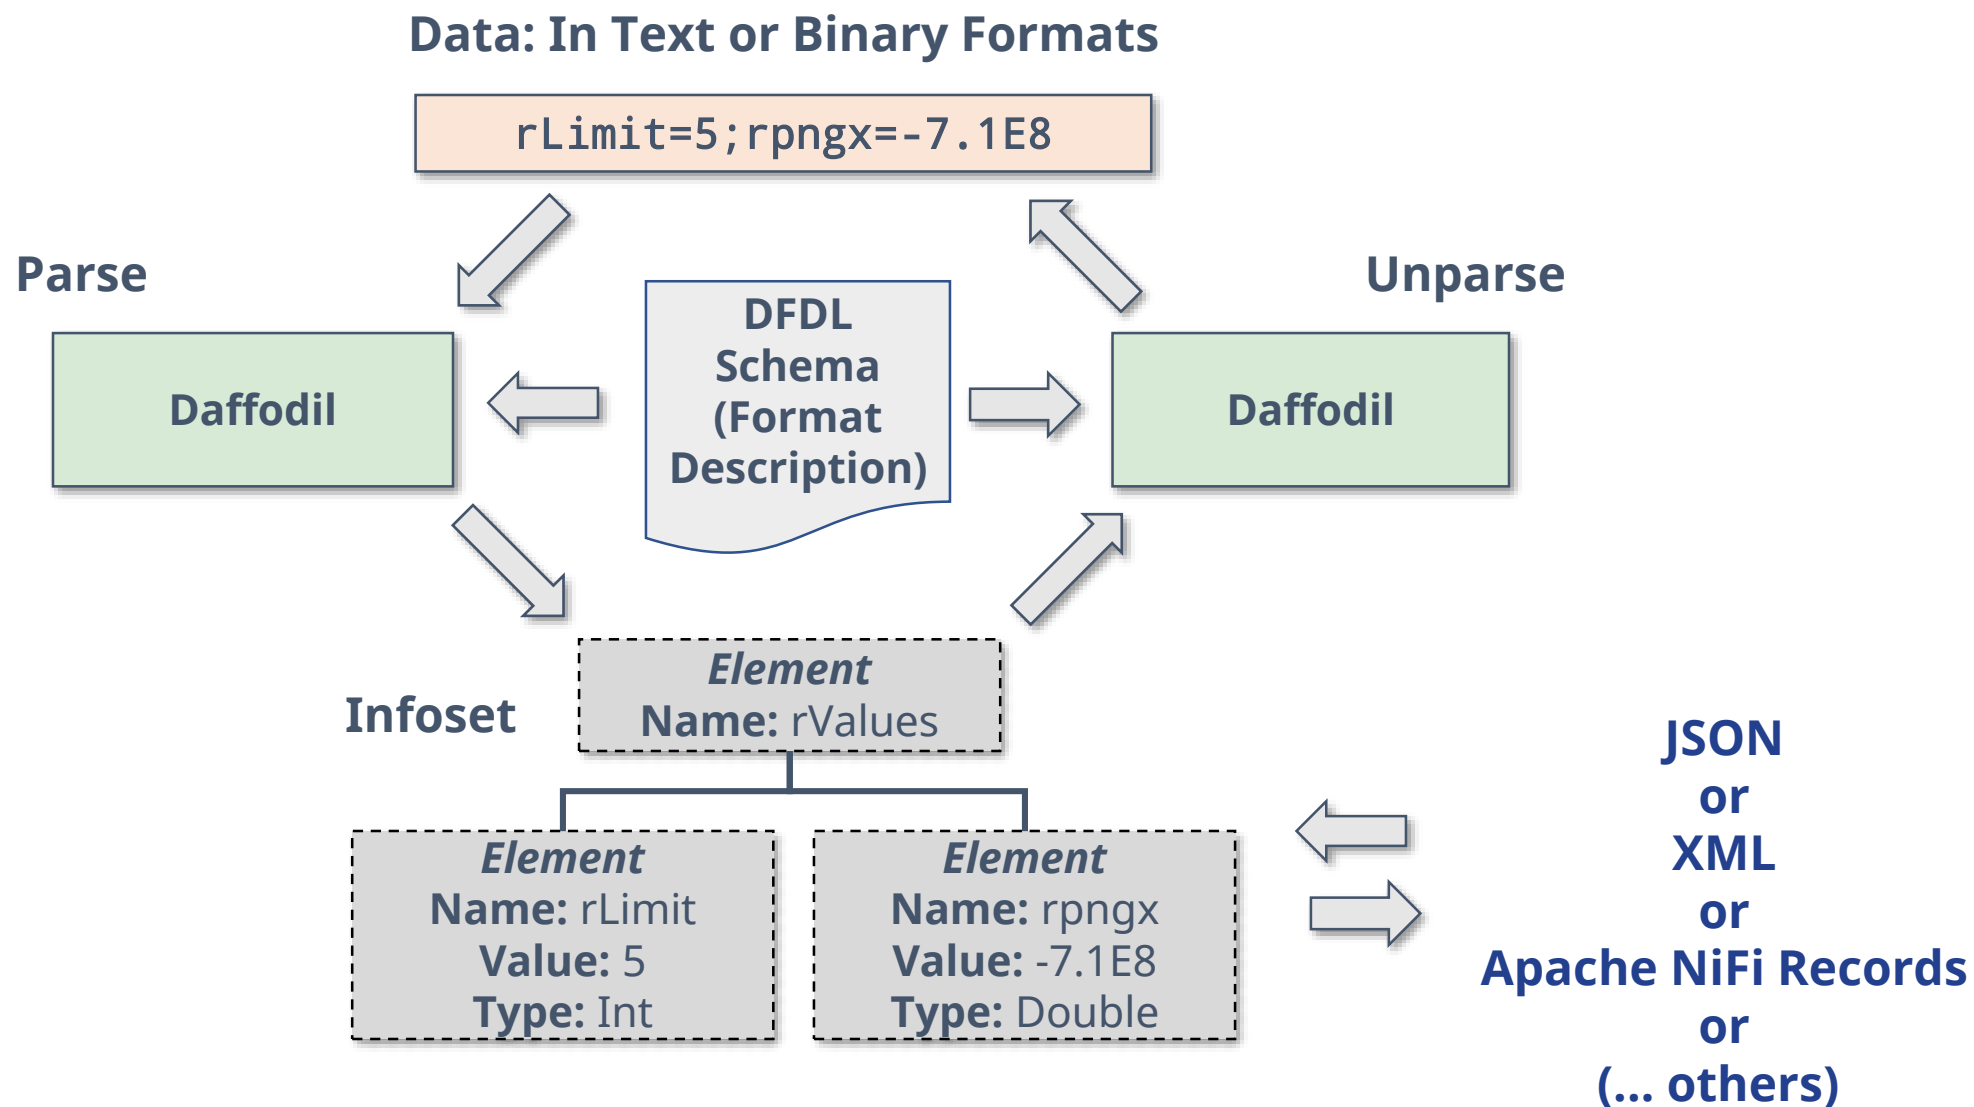 Data: In Text or Binary Formats
rLimit=5;rpngx=-7.1E8
Parse
Unparse
DFDL
Schema
(Format
Description)
Daffodil
Daffodil
Infoset
Element
Name: rValues
Element
Name: rLimit
Value: 5
Type: Int
Element
Name: rpngx
Value: -7.1E8
Type: Double
JSON
or
XML
or
Apache NiFi Records
or
(... others)